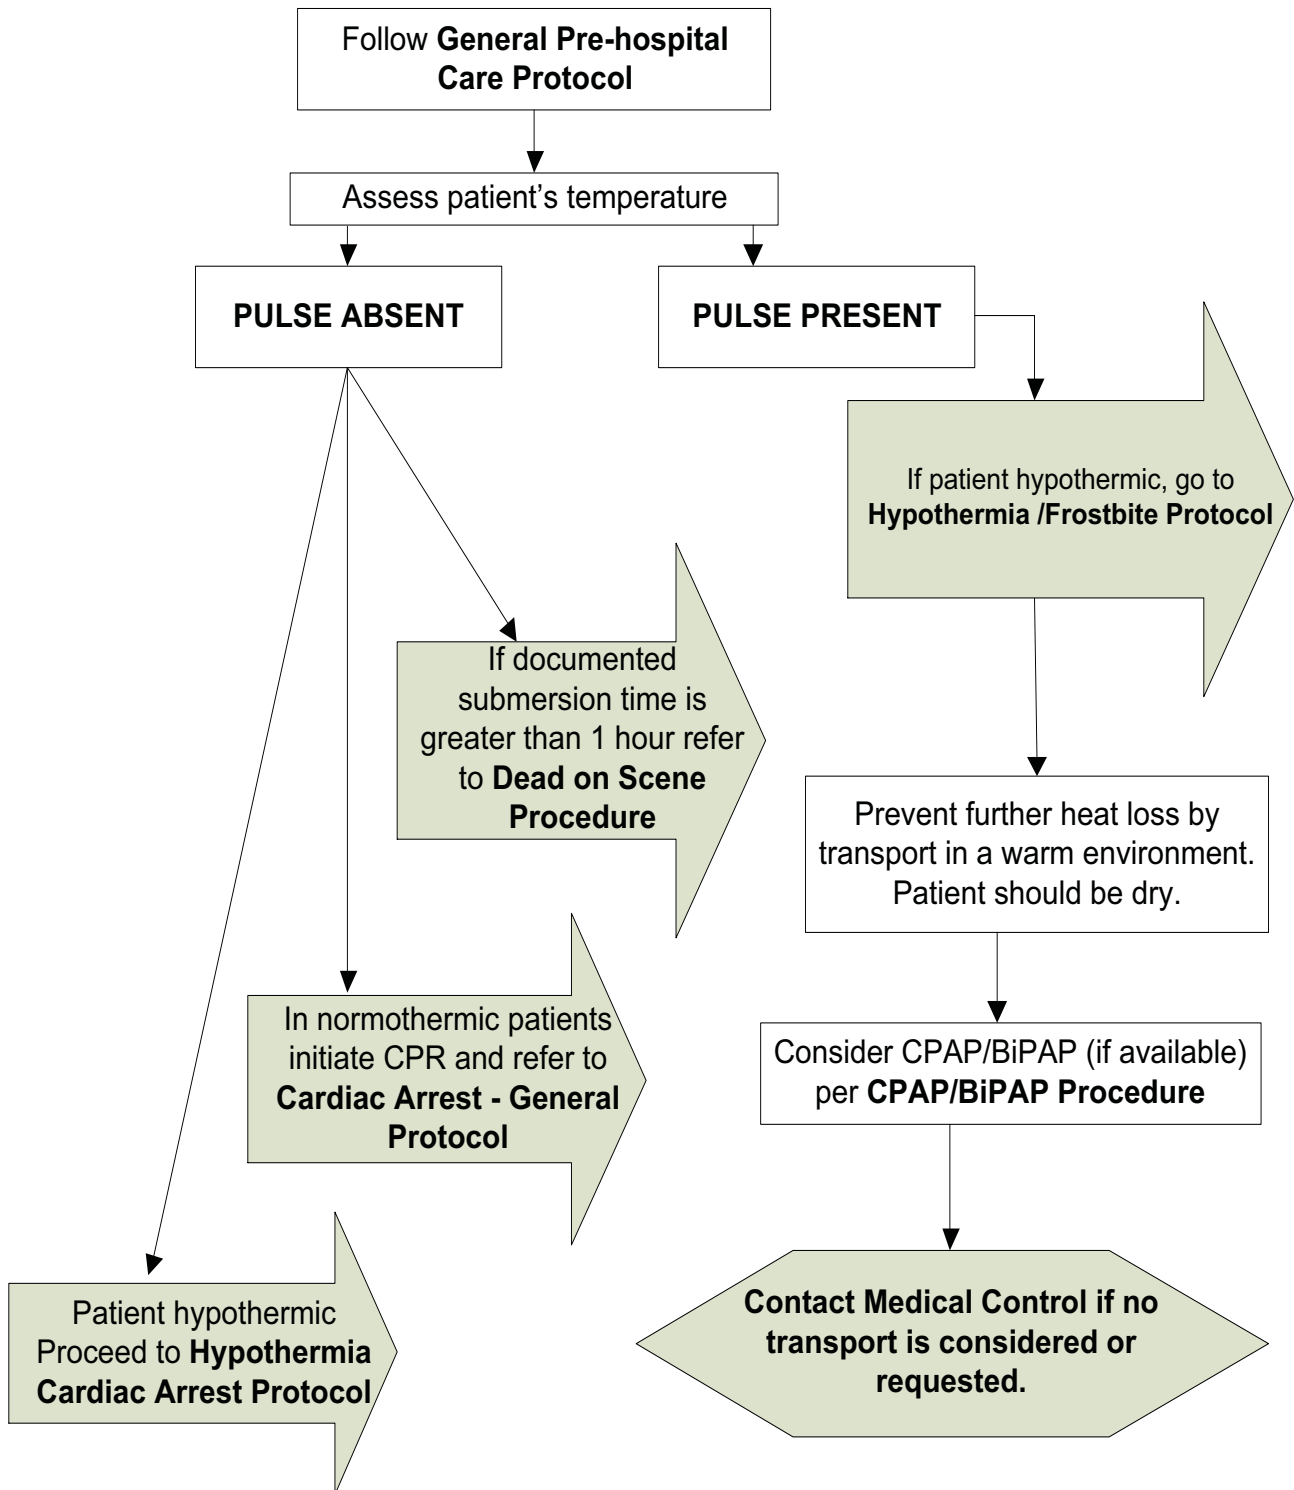 Follow General Pre-hospital
Care Protocol
Assess patient's temperature
PULSE ABSENT
PULSE PRESENT
If patient hypothermic, go to
Hypothermia /Frostbite Protocol
If documented
submersion time is
greater than 1 hour refer
to Dead on Scene
Procedure
Prevent further heat loss by
transport in a warm environment.
Patient should be dry.
In normothermic patients
initiate CPR and refer to
Cardiac Arrest - General
Protocol
Consider CPAP/BiPAP (if available)
per CPAP/BiPAP Procedure
Patient hypothermic
Proceed to Hypothermia
Cardiac Arrest Protocol
Contact Medical Control if no
transport is considered or
requested.